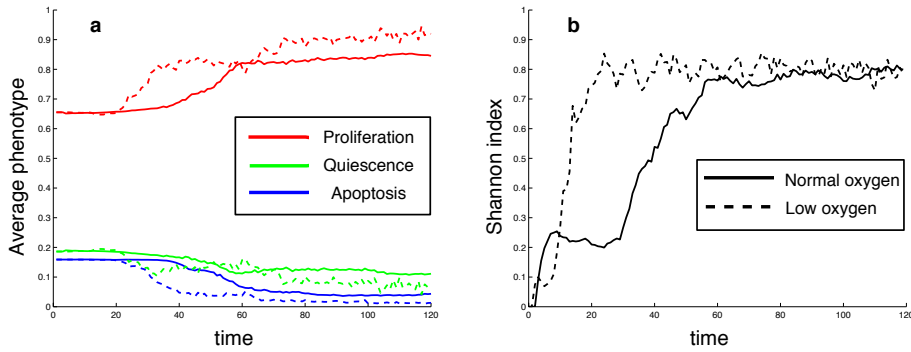 a
Average phenotype
1
0.9
0.8
0.7
0.6
0.5
0.4
0.3
0.2
0.1
0
0 20 40 60 80 100 120
time
Proliferation
Quiescence
Apoptosis
b
Shannon index
1
0.9
0.8
0.7
0.6
0.5
0.4
0.3
0.2
0.1
0
0 20 40 60 80 100 120
time
Normal oxygen
Low oxygen